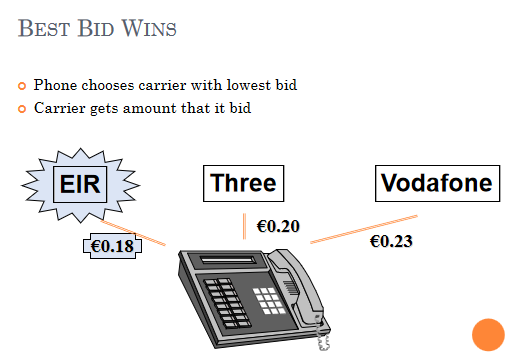 BEST BID WINS
Phone chooses carrier with lowest bid
Carrier gets amount that it bid
EIR
Three
Vodafone
€0.18
€0.20
€0.23